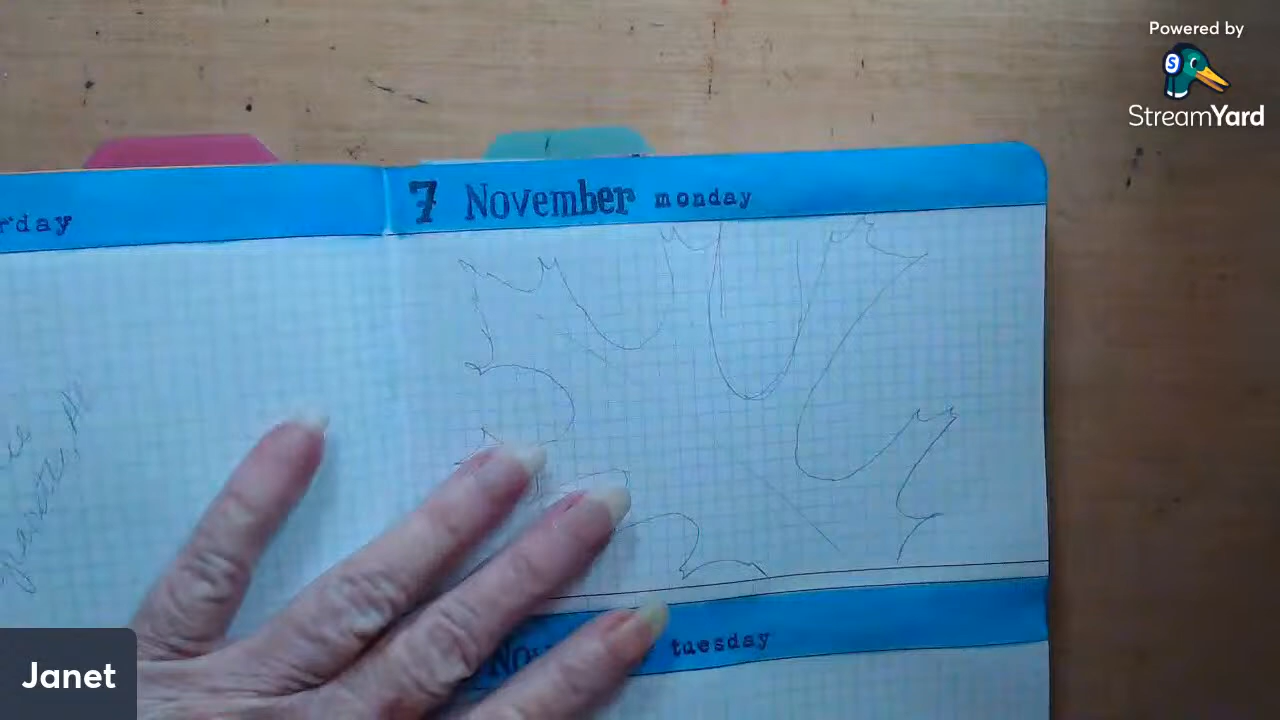 Powered by
StreamYard
rday
7 November monday
tuesday
Janet